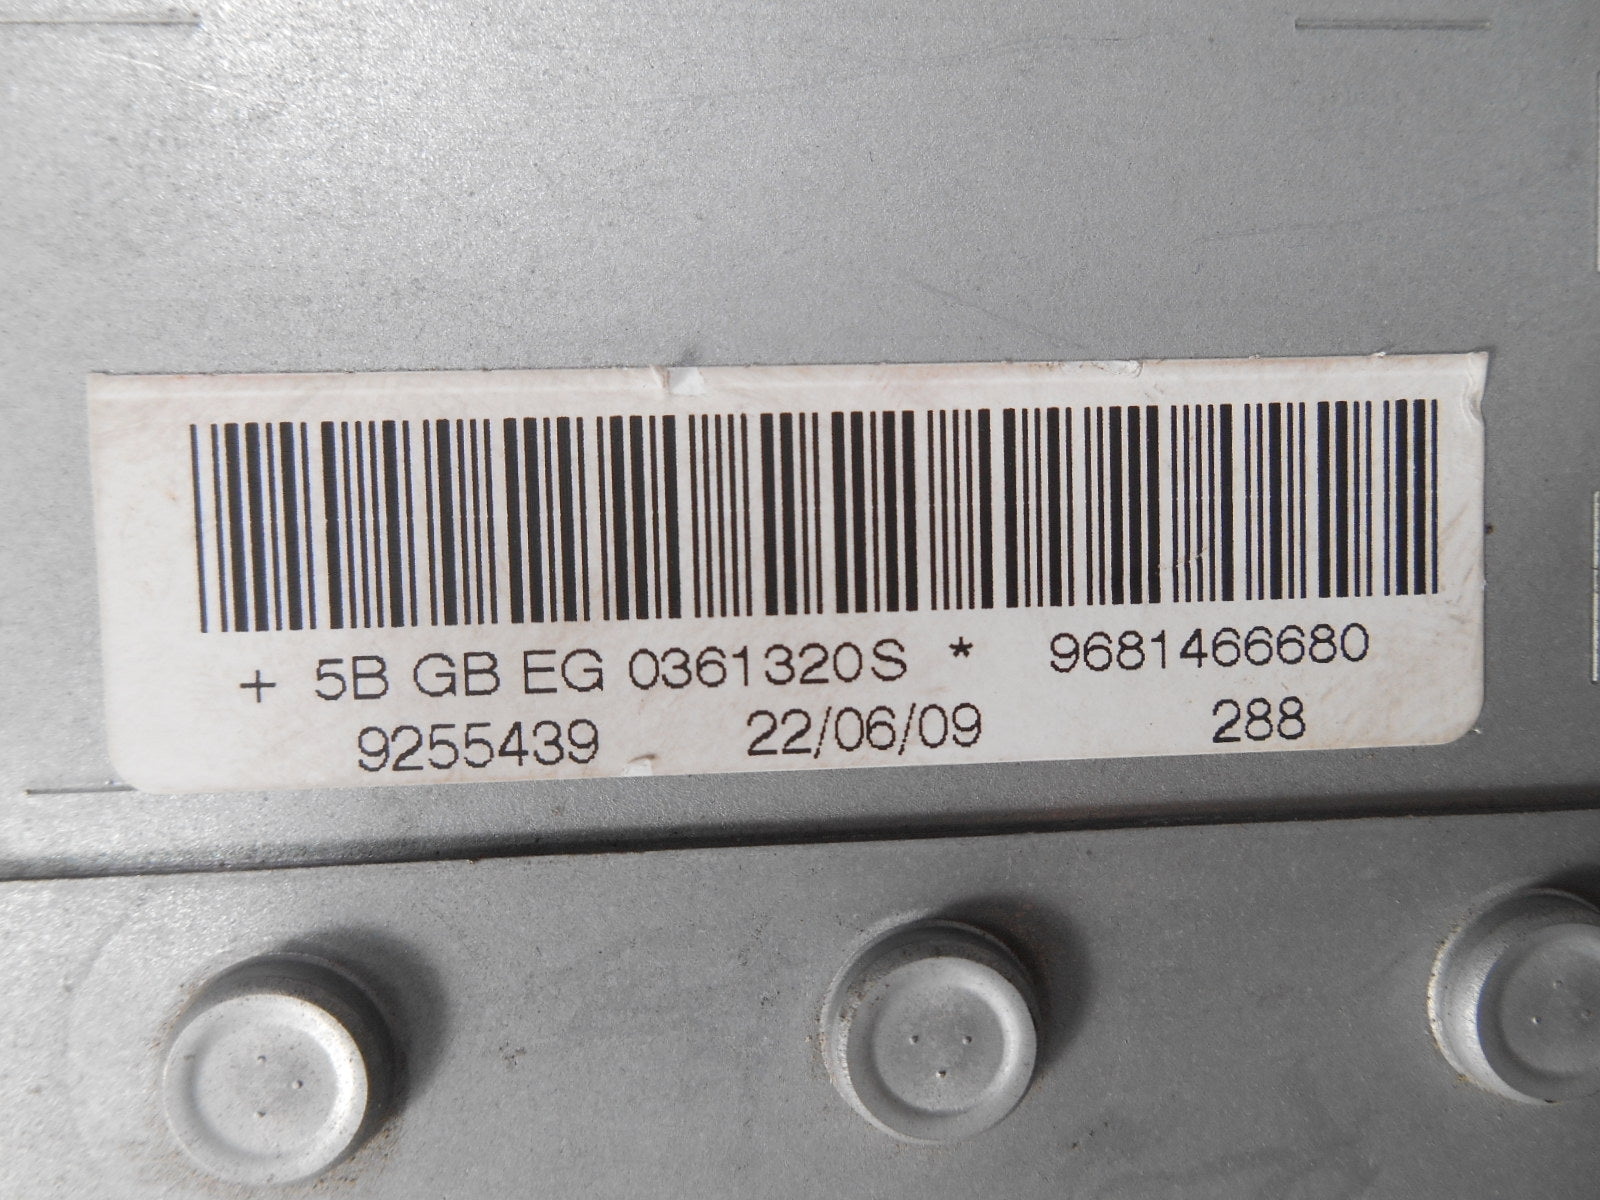 + 5B GB EG 0361320S * 9681466680
9255439 22/06/09 288